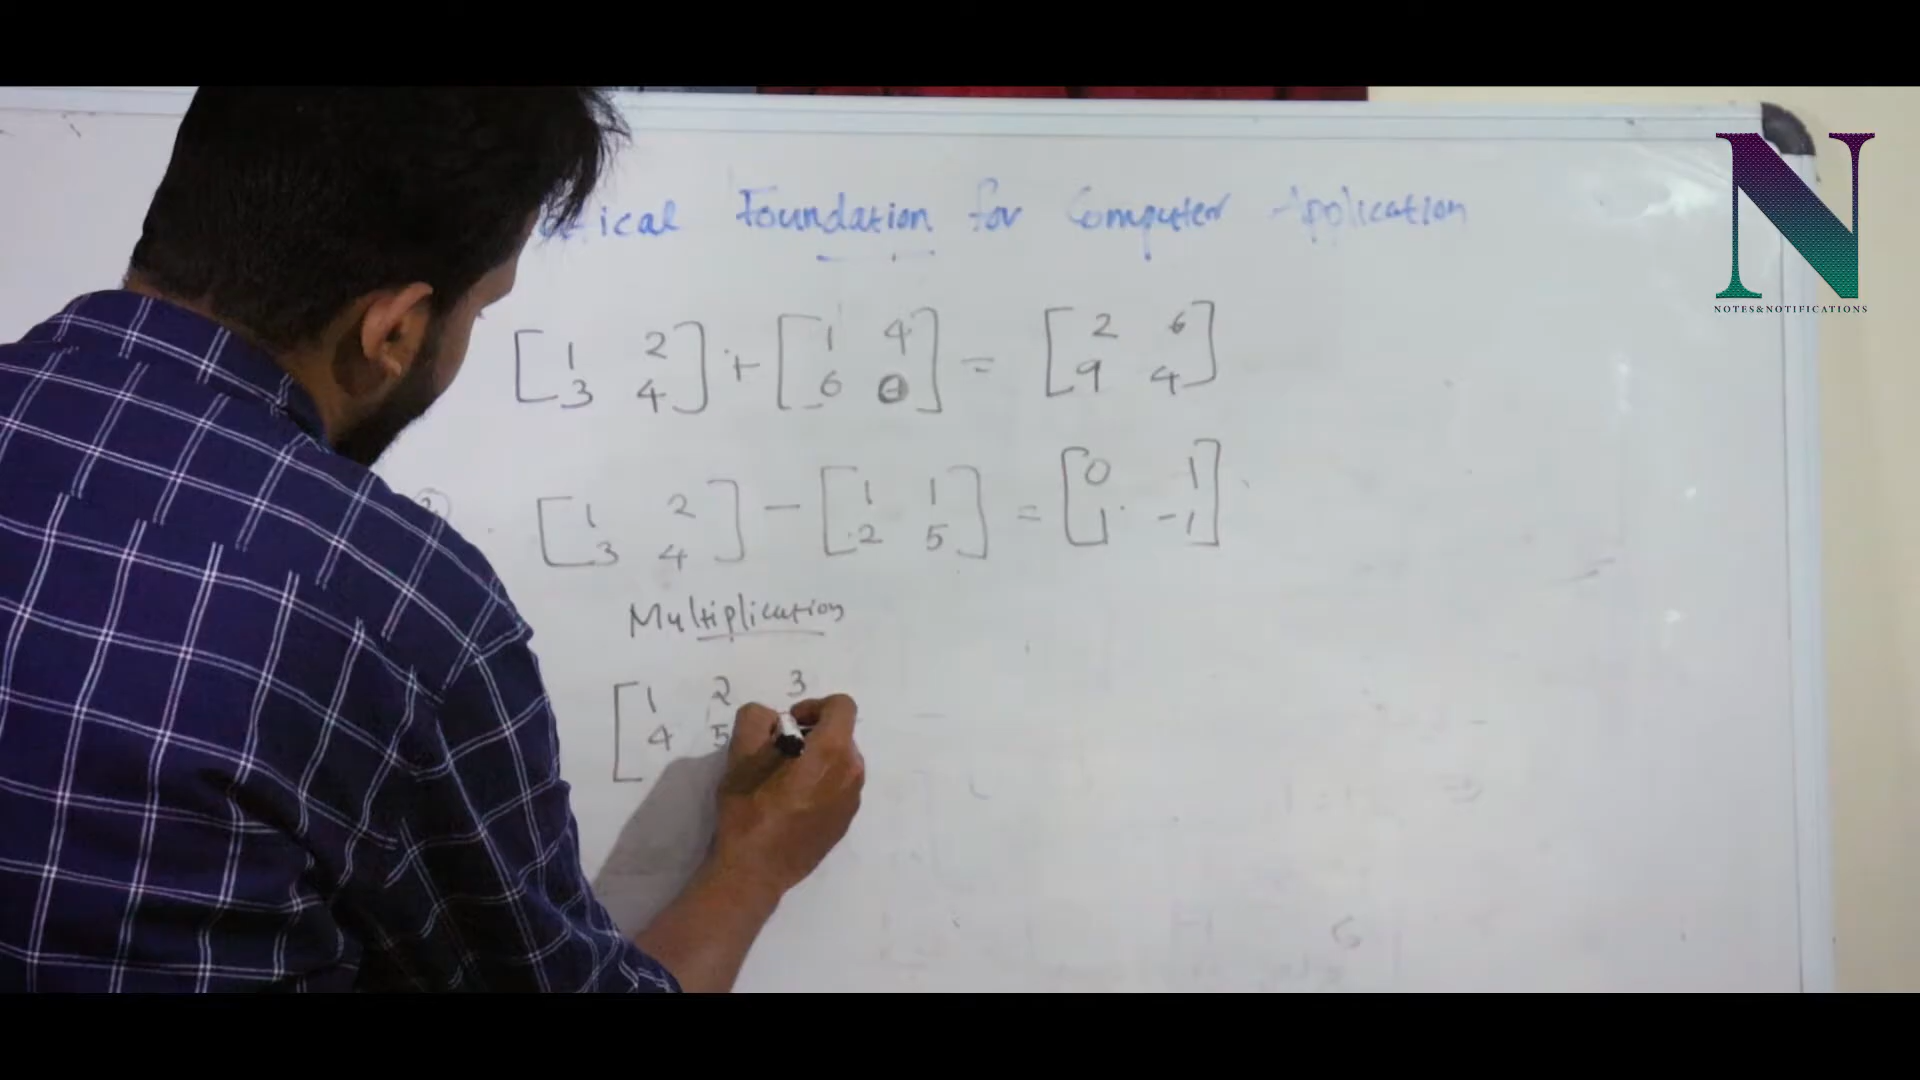 tical Foundation for Computer Application
N
NOTES&NOTIFICATIONS
[1 2 + [1 4 = [2 6
3 4] 6 0] 9 4]
[1 2 - [1 1 = [0 1
3 4] 2 5] 1 -1]
Multiplication
[1 2 3
4 5